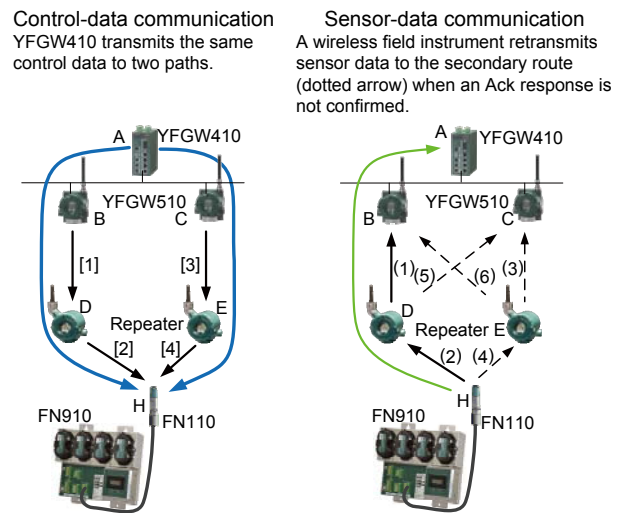 Control-data communication
YFGW410 transmits the same
control data to two paths.
A
YFGW410
YFGW510
B
C
[1]
[3]
D
E
Repeater
[2]
[4]
H
FN910
FN110
Sensor-data communication
A wireless field instrument retransmits
sensor data to the secondary route
(dotted arrow) when an Ack response is
not confirmed.
A
YFGW410
YFGW510
B
C
(1)
(5)
(6)
(3)
D
Repeater E
(2)
(4)
H
FN910
FN110